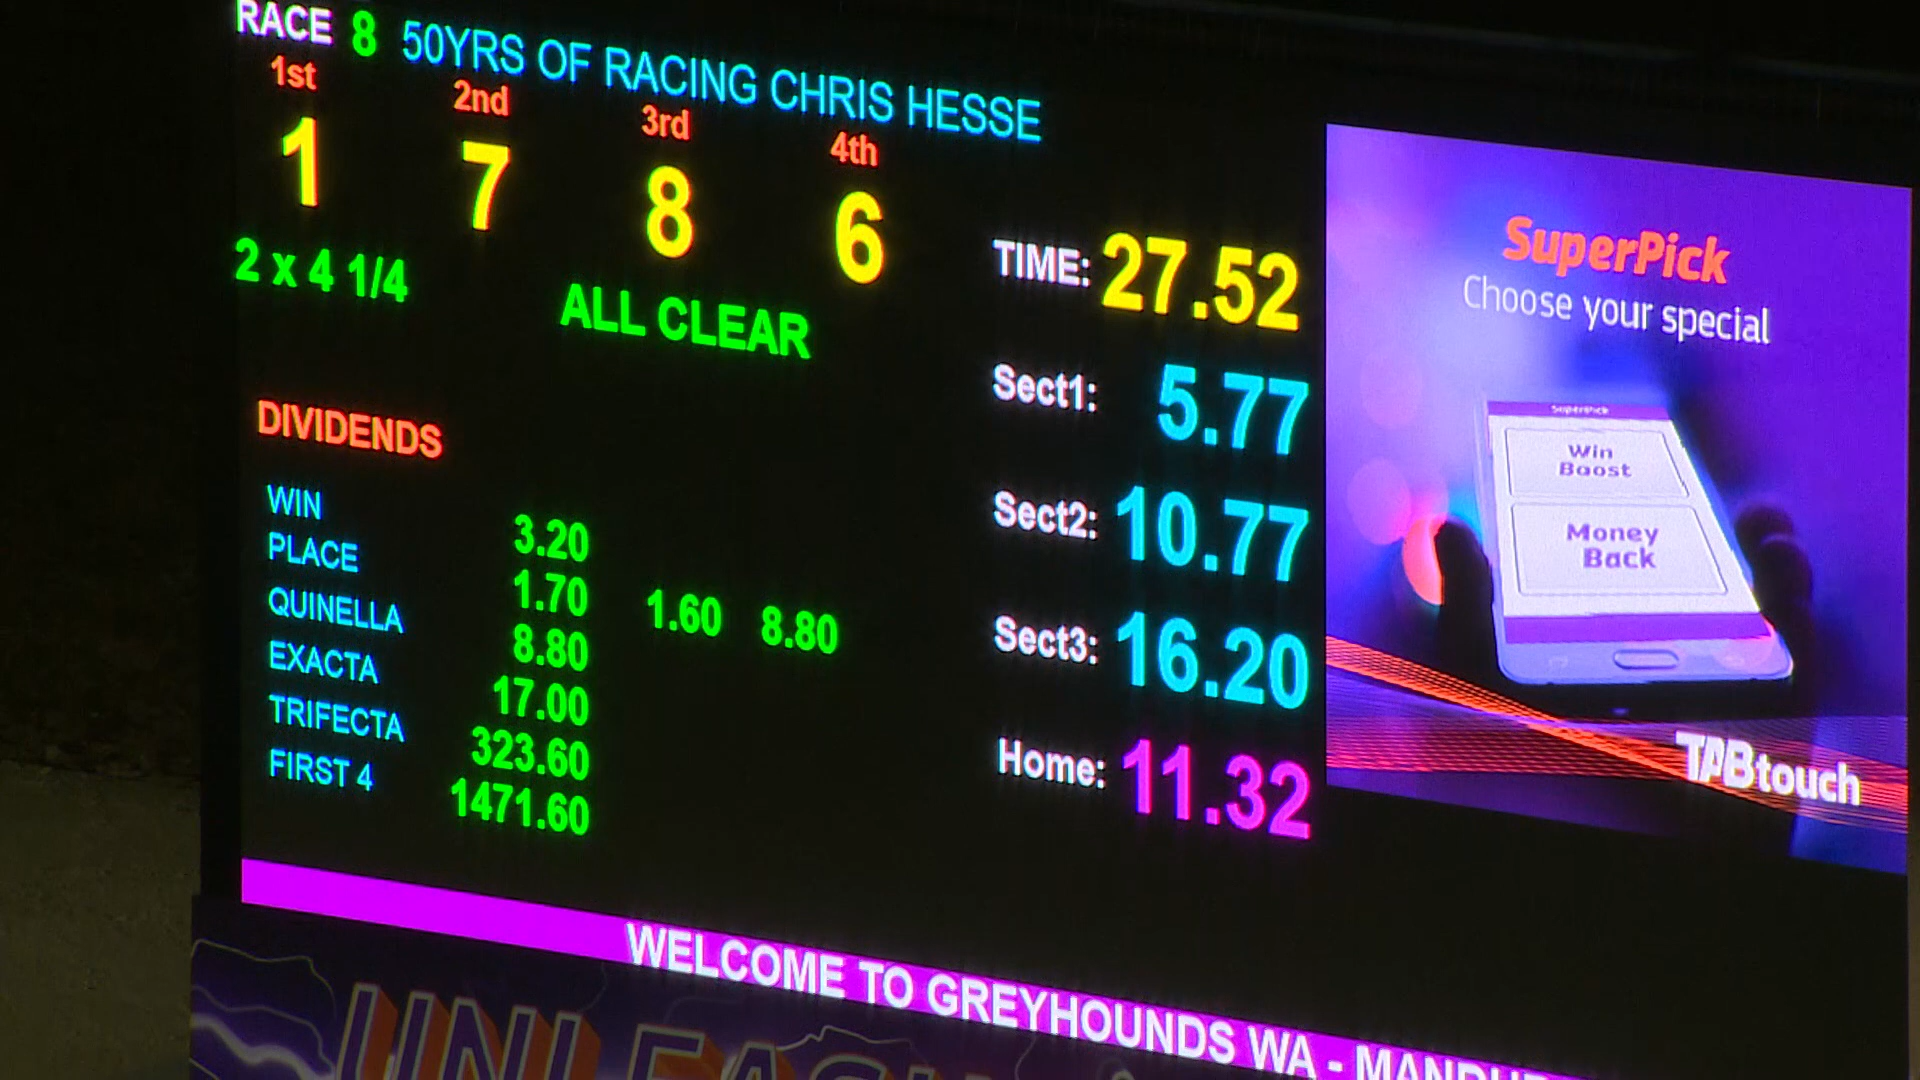 RACE 8 50YRS OF RACING CHRIS HESSE
1st 2nd 3rd 4th
1 7 8 6
2 x 4 1/4
ALL CLEAR
TIME: 27.52
Sect1: 5.77
Sect2: 10.77
Sect3: 16.20
Home: 11.32
DIVIDENDS
WIN 3.20
PLACE 1.70 1.60 8.80
QUINELLA 8.80
EXACTA 17.00
TRIFECTA 323.60
FIRST 4 1471.60
SuperPick
Choose your special
SuperPick
Win
Boost
Money
Back
TABtouch
WELCOME TO GREYHOUNDS WA -